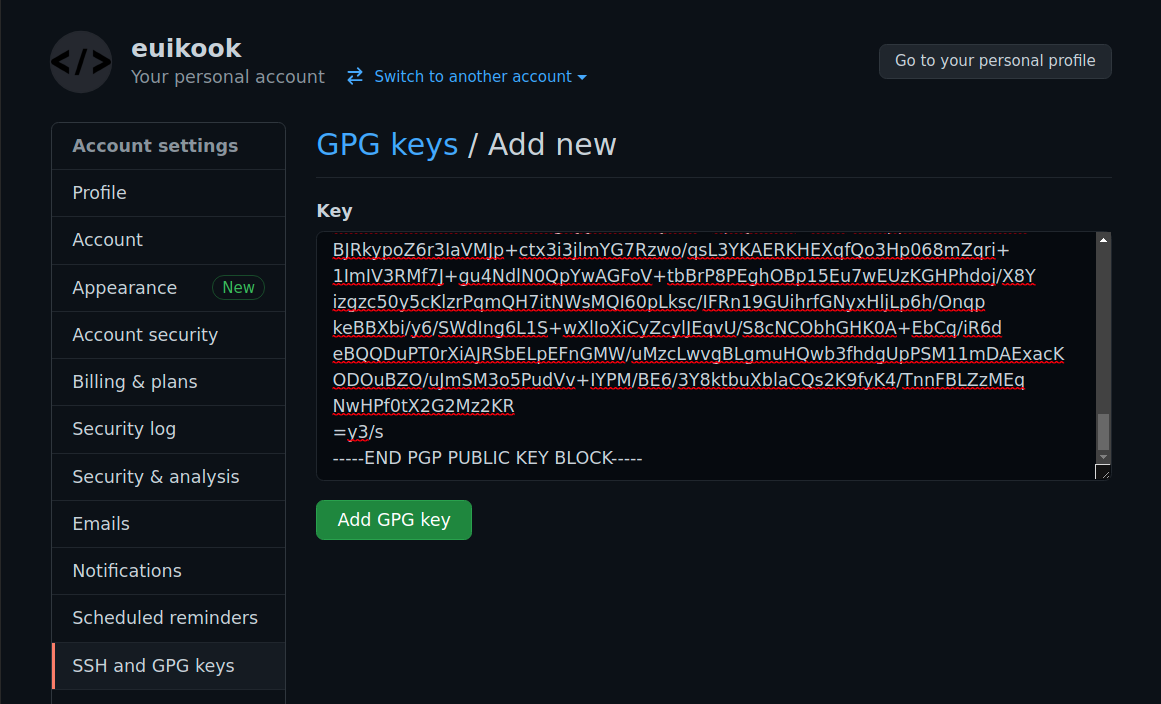 </>
euikook
Your personal account Switch to another account
Go to your personal profile
Account settings
Profile
Account
Appearance New
Account security
Billing & plans
Security log
Security & analysis
Emails
Notifications
Scheduled reminders
SSH and GPG keys
GPG keys / Add new
Key
BJRkypoZ6r3IaVMJp+ctx3i3jlmYG7Rzwo/qsL3YKAERKHEXqfQo3Hp068mZqri+
1ImIV3RMf7J+gu4NdlN0QpYwAGFoV+tbBrP8PEghOBp15Eu7wEUzKGHPhdoj/X8Y
izgzc50y5cKlzrPqmQH7itNWsMQI60pLksc/IFRn19GUihrfGNyxHljLp6h/Onqp
keBBXbi/y6/SWdIng6L1S+wXlIoXiCyZcylJEqvU/S8cNCObhGHK0A+EbCq/iR6d
eBQQDuPT0rXiAJRSbELpEFnGMW/uMzcLwvgBLgmuHQwb3fhdgUpPSM11mDAExacK
ODOuBZO/uJmSM3o5PudVv+IYPM/BE6/3Y8ktbuXblaCQs2K9fyK4/TnnFBLZzMEq
NwHPf0tX2G2Mz2KR
=y3/s
-----END PGP PUBLIC KEY BLOCK-----
Add GPG key